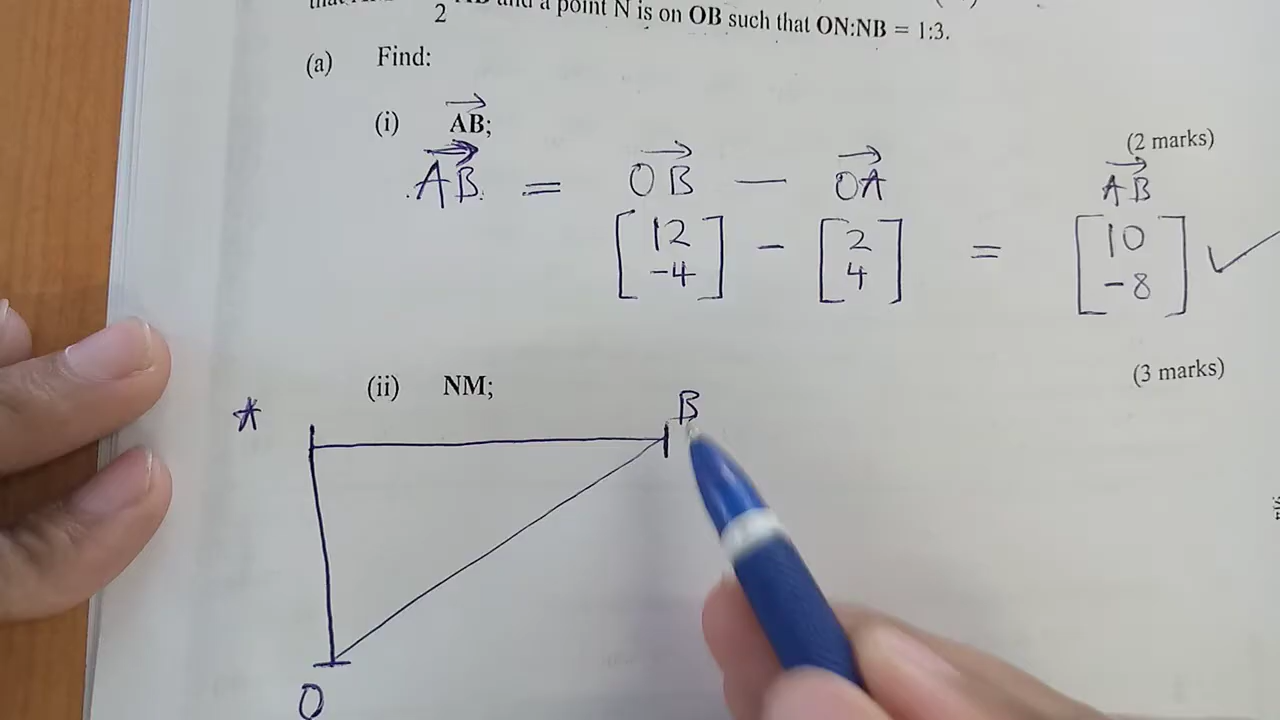 2 and a point N is on OB such that ON:NB = 1:3.
(a) Find:
(i) AB;
(2 marks)
AB = OB - OA AB
[12 -4] - [2 4] = [10 -8] ✓
(ii) NM;
(3 marks)
A B
O